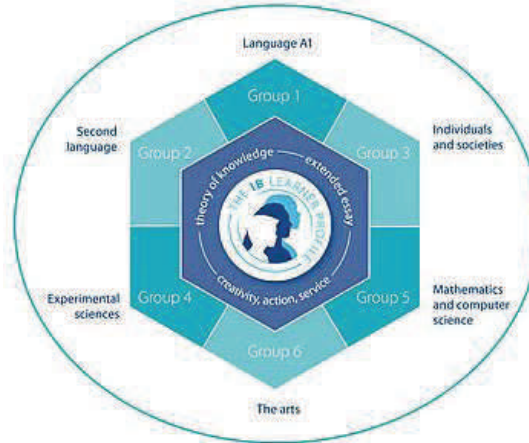 Language A1
Group 1
Second
language
Group 2
Individuals
and societies
Group 3
theory of knowledge
extended essay
THE IB LEARNER PROFILE
creativity, action, service
Experimental
sciences
Group 4
Mathematics
and computer
science
Group 5
Group 6
The arts